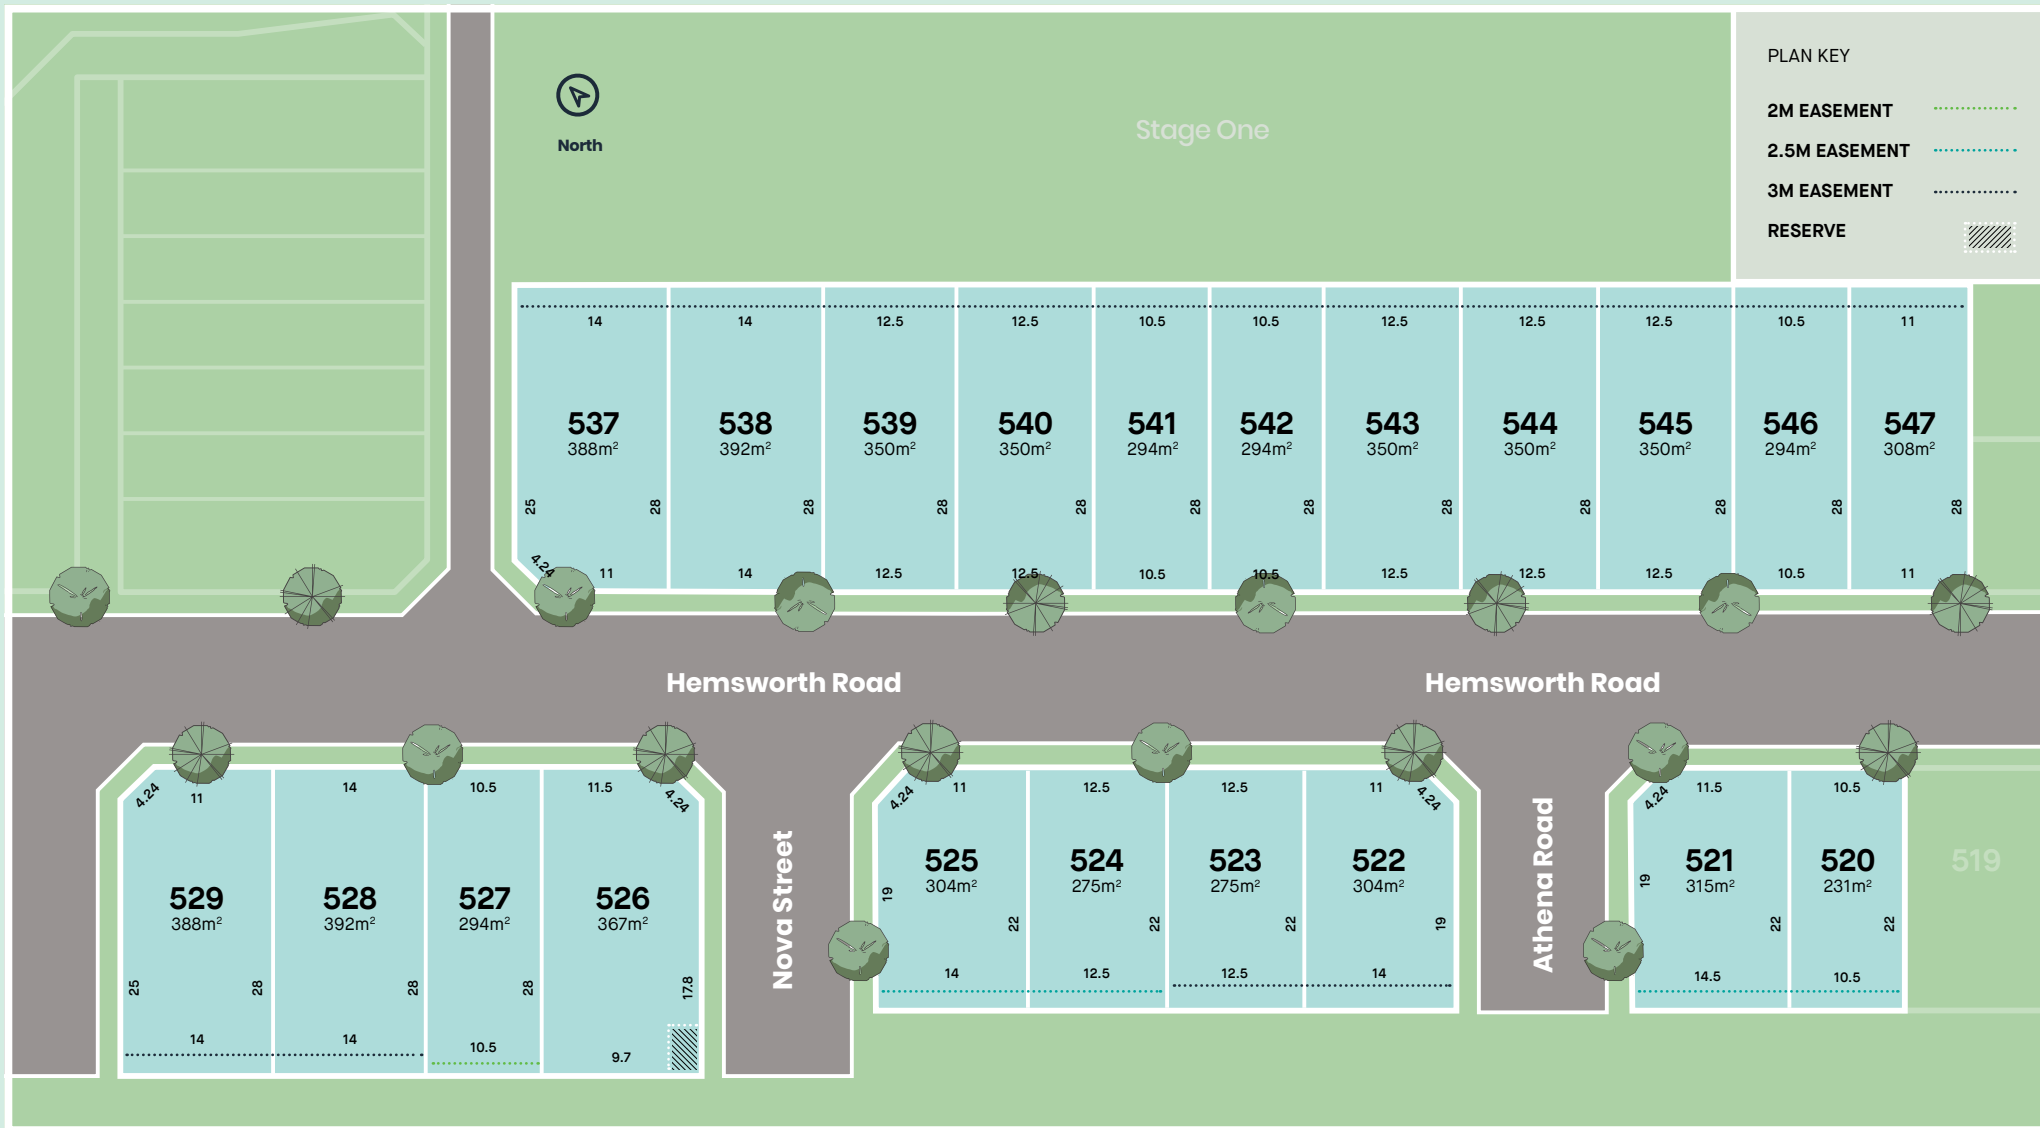 PLAN KEY
2M EASEMENT
2.5M EASEMENT
3M EASEMENT
RESERVE
North
Stage One
14 14 12.5 12.5 10.5 10.5 12.5 12.5 12.5 10.5 11
537 538 539 540 541 542 543 544 545 546 547
388m² 392m² 350m² 350m² 294m² 294m² 350m² 350m² 350m² 294m² 308m²
25 28 28 28 28 28 28 28 28 28 28 28
4.24 11 14 12.5 12.5 10.5 10.5 12.5 12.5 12.5 10.5 11
Hemsworth Road Hemsworth Road
4.24 11 14 10.5 11.5 4.24
529 528 527 526
388m² 392m² 294m² 367m²
25 28 28 28 17.8
14 14 10.5 9.7
Nova Street
4.24 11 12.5 12.5 11 4.24
525 524 523 522
304m² 275m² 275m² 304m²
19 22 22 22 19
14 12.5 12.5 14
Athena Road
4.24 11.5 10.5
521 520 519
315m² 231m²
19 22 22
14.5 10.5